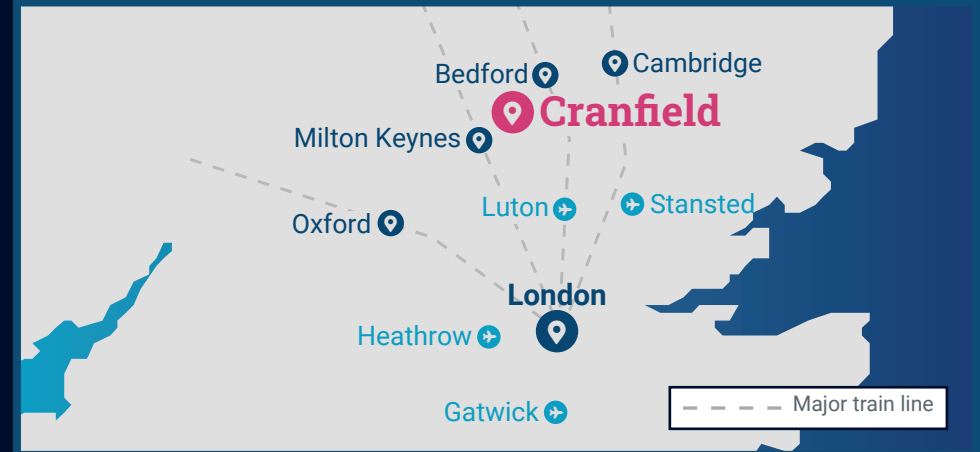 Bedford
Cambridge
Cranfield
Milton Keynes
Luton
Stansted
Oxford
London
Heathrow
Gatwick
Major train line